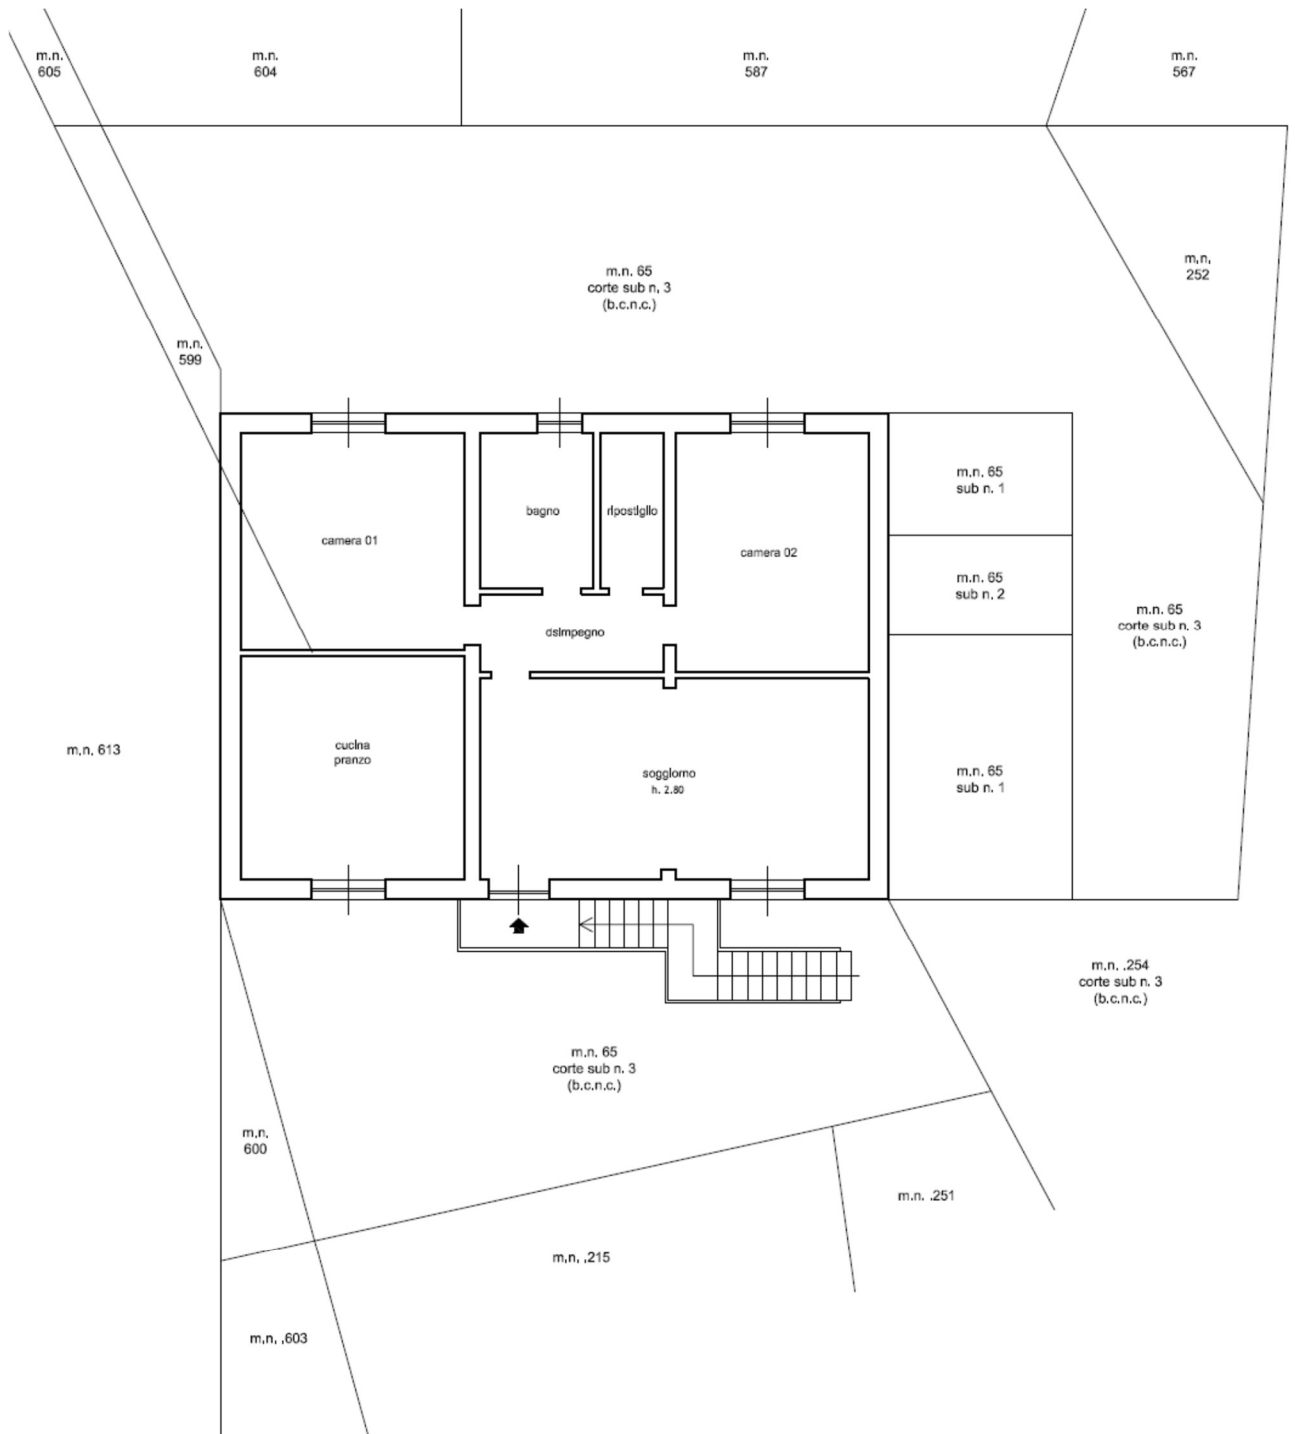 m.n.
605
m.n.
604
m.n.
587
m.n.
567
m.n. 65
corte sub n. 3
(b.c.n.c.)
m.n.
252
m.n.
599
m.n. 65
sub n. 1
camera 01
bagno
ripostiglio
camera 02
m.n. 65
sub n. 2
m.n. 65
corte sub n. 3
(b.c.n.c.)
dsimpegno
m.n. 613
cucina
pranzo
soggiorno
h. 2.80
m.n. 65
sub n. 1
m.n. .254
corte sub n. 3
(b.c.n.c.)
m.n. 65
corte sub n. 3
(b.c.n.c.)
m.n.
600
m.n. .251
m.n. .215
m.n. .603